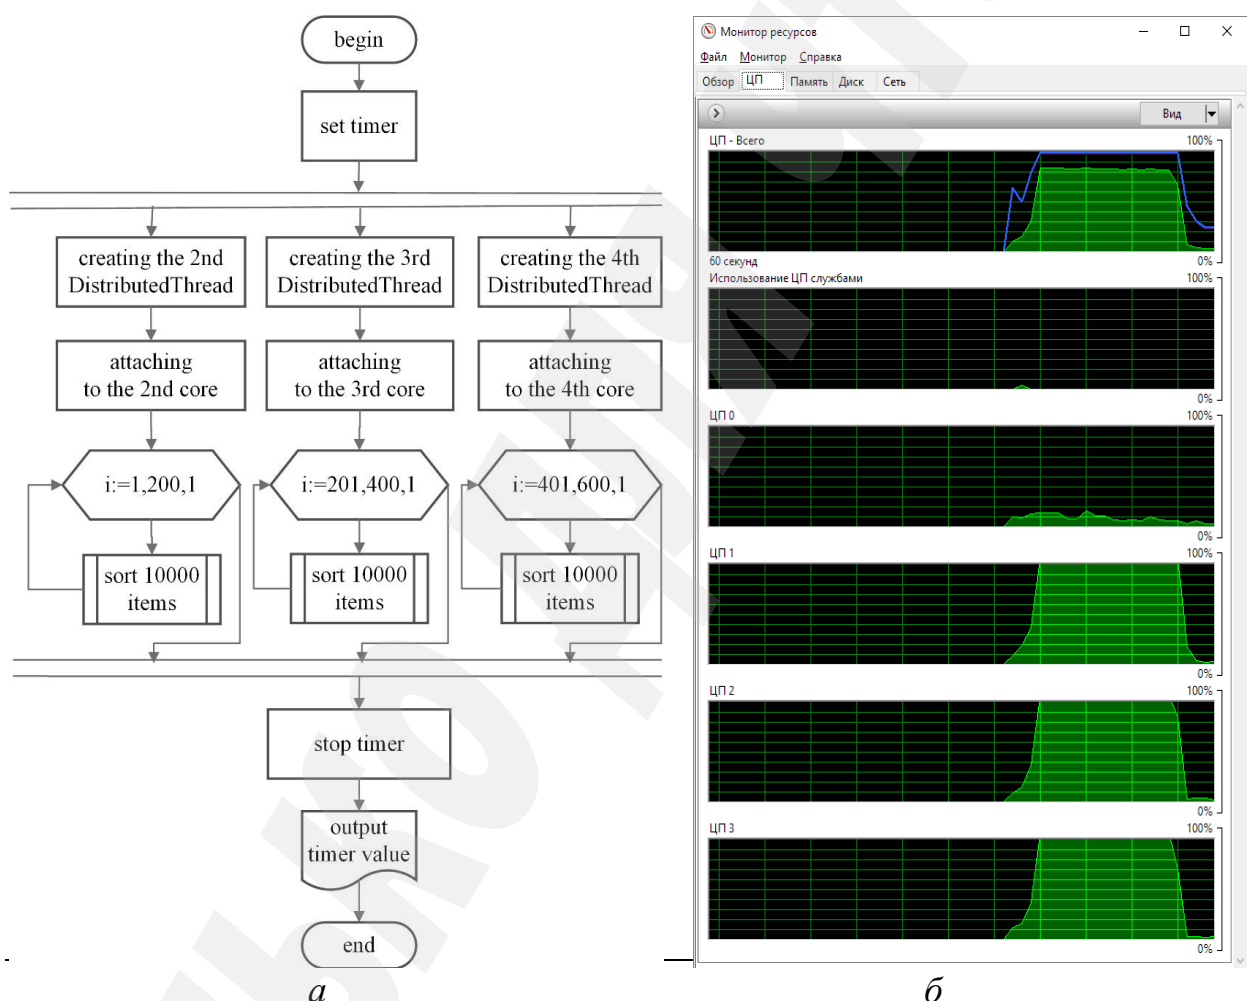 begin
set timer
creating the 2nd
DistributedThread
creating the 3rd
DistributedThread
creating the 4th
DistributedThread
attaching
to the 2nd core
attaching
to the 3rd core
attaching
to the 4th core
i:=1,200,1
i:=201,400,1
i:=401,600,1
sort 10000
items
sort 10000
items
sort 10000
items
stop timer
output
timer value
end
а
Монитор ресурсов
Файл Монитор Справка
Обзор ЦП Память Диск Сеть
Вид
ЦП - Всего 100%
60 секунд 0%
Использование ЦП службами 100%
0%
ЦП 0 100%
0%
ЦП 1 100%
0%
ЦП 2 100%
0%
ЦП 3 100%
0%
б